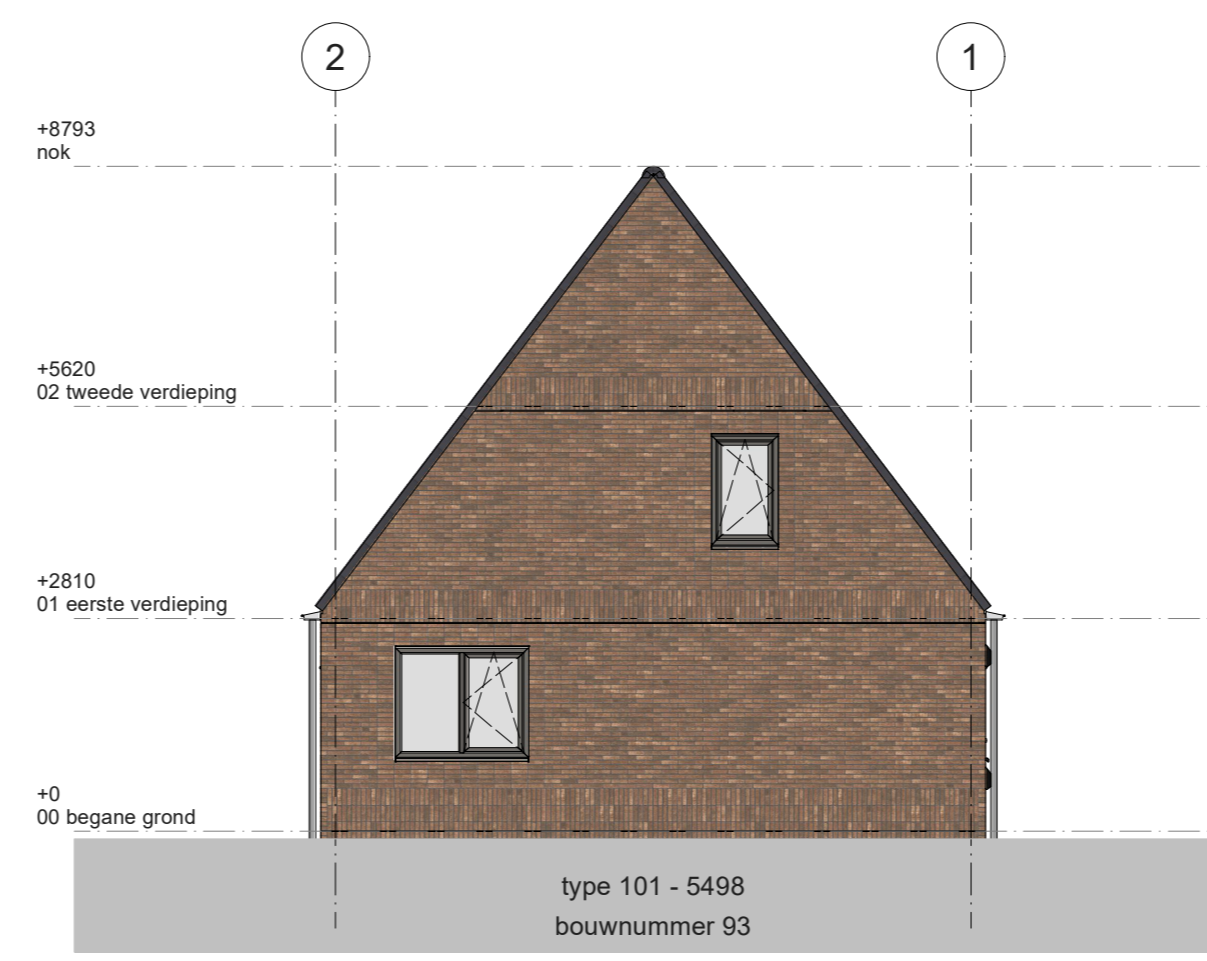 2
1
+8793
nok
+5620
02 tweede verdieping
+2810
01 eerste verdieping
+0
00 begane grond
type 101 - 5498
bouwnummer 93